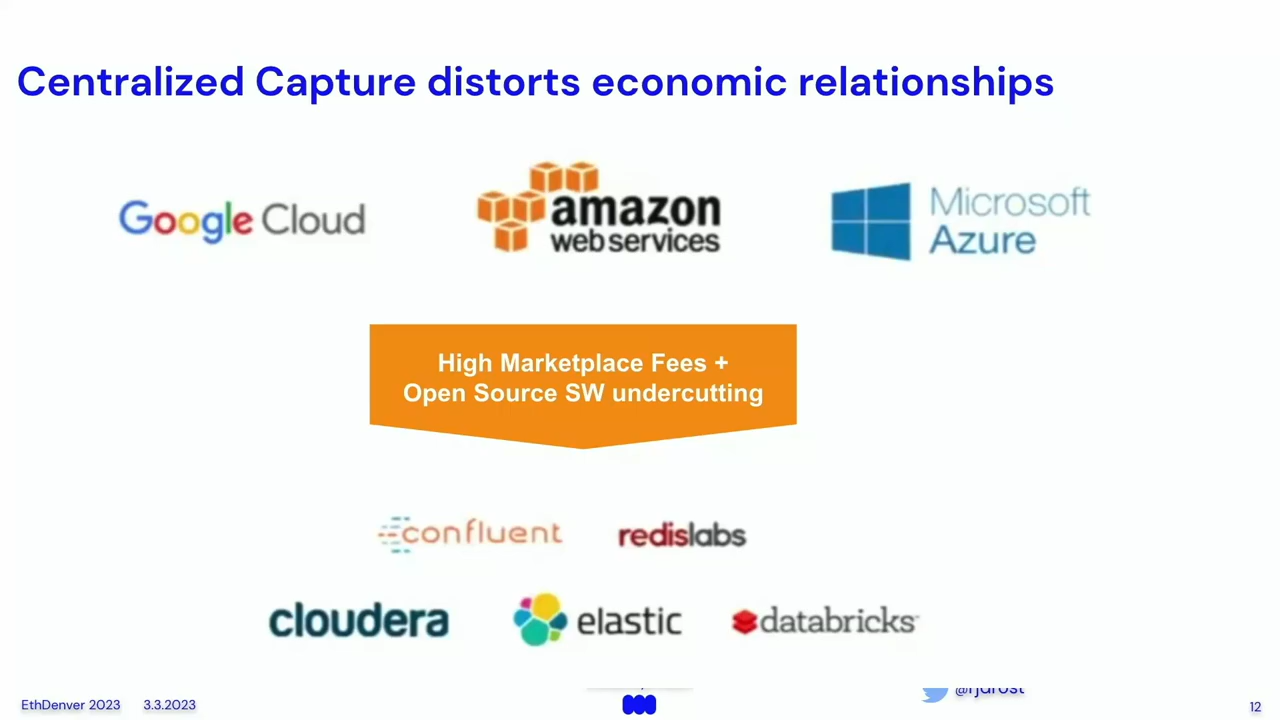 Centralized Capture distorts economic relationships
Google Cloud
amazon
web services
Microsoft
Azure
High Marketplace Fees +
Open Source SW undercutting
confluent
redislabs
cloudera
elastic
databricks
@rjdrost
EthDenver 2023
3.3.2023
12